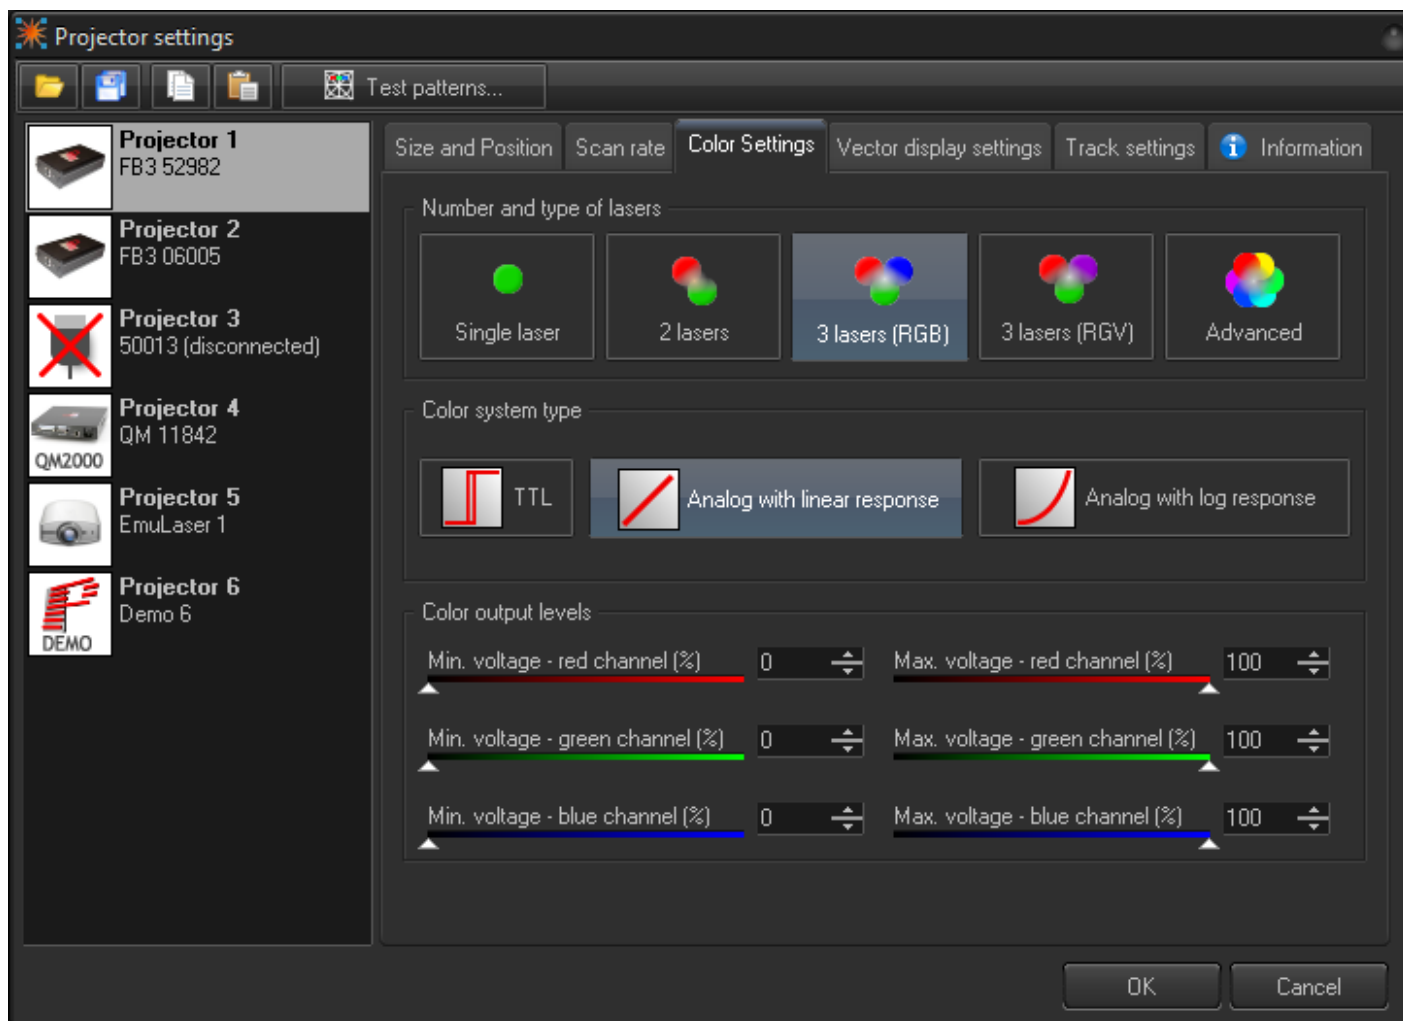 Projector settings
Test patterns...
Projector 1
FB3 52982
Projector 2
FB3 06005
Projector 3
50013 (disconnected)
Projector 4
QM 11842
QM2000
Projector 5
EmuLaser 1
Projector 6
Demo 6
DEMO
Size and Position Scan rate Color Settings Vector display settings Track settings Information
Number and type of lasers
Single laser 2 lasers 3 lasers (RGB) 3 lasers (RGV) Advanced
Color system type
TTL Analog with linear response Analog with log response
Color output levels
Min. voltage - red channel (%) 0 Max. voltage - red channel (%) 100
Min. voltage - green channel (%) 0 Max. voltage - green channel (%) 100
Min. voltage - blue channel (%) 0 Max. voltage - blue channel (%) 100
OK Cancel